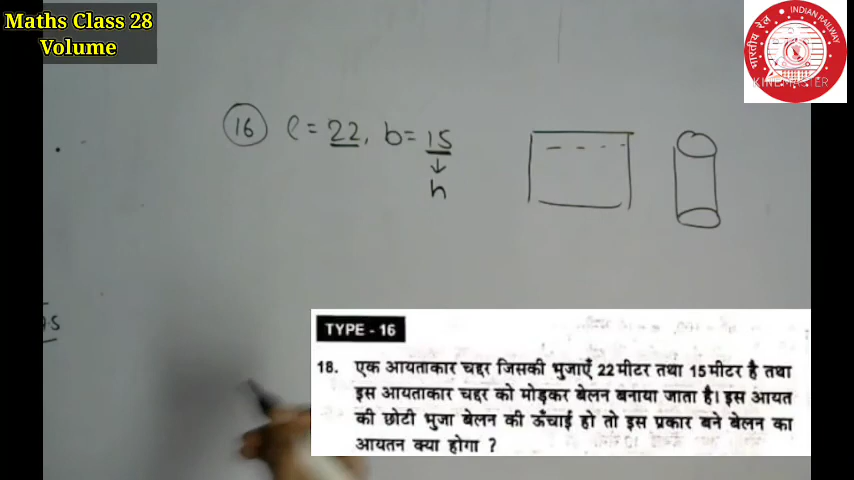 Maths Class 28
Volume
भारतीय रेल INDIAN RAILWAY
KINEMASTER
16 l = 22, b = 15
h
TYPE - 16
18. एक आयताकार चद्दर जिसकी भुजाएँ 22 मीटर तथा 15 मीटर है तथा
इस आयताकार चद्दर को मोड़कर बेलन बनाया जाता है। इस आयत
की छोटी भुजा बेलन की ऊँचाई हो तो इस प्रकार बने बेलन का
आयतन क्या होगा ?